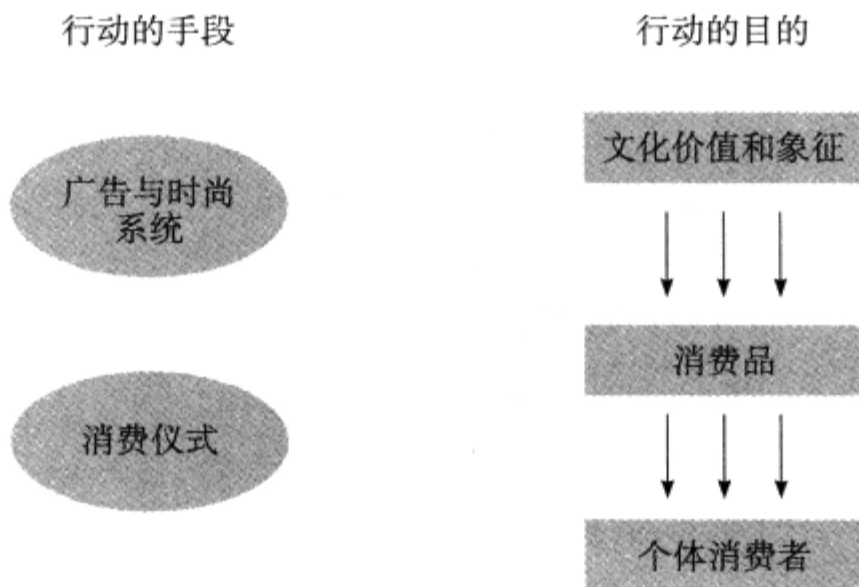 行动的手段
行动的目的
广告与时尚
系统
文化价值和象征
消费品
消费仪式
个体消费者